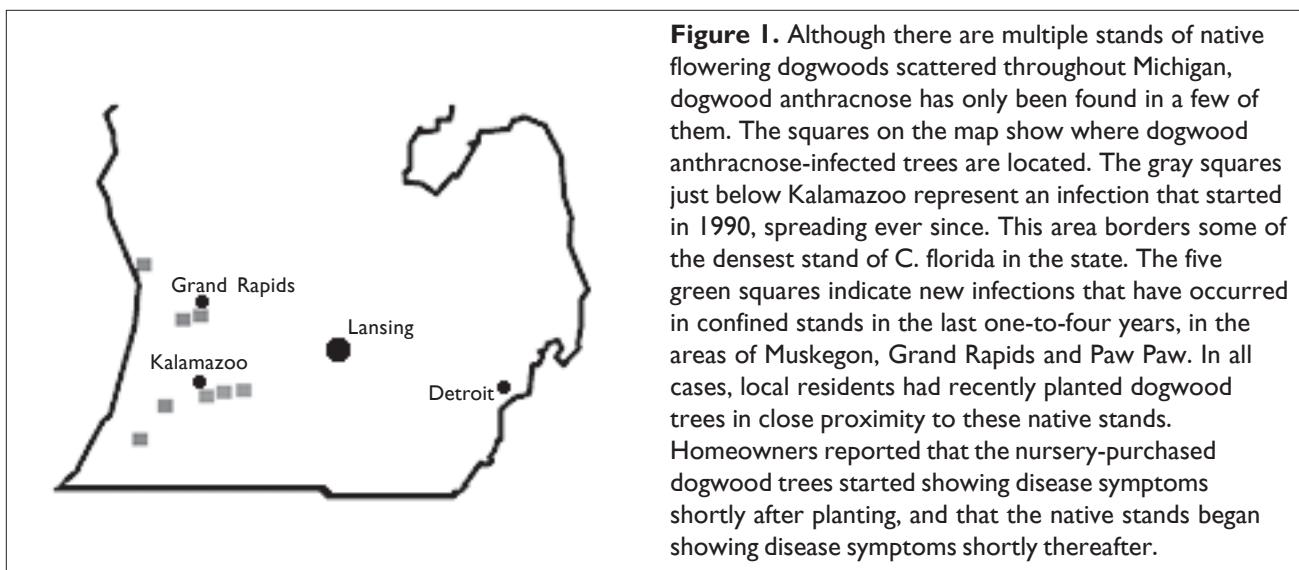 Grand Rapids
Lansing
Kalamazoo
Detroit
Figure 1. Although there are multiple stands of native
flowering dogwoods scattered throughout Michigan,
dogwood anthracnose has only been found in a few of
them. The squares on the map show where dogwood
anthracnose-infected trees are located. The gray squares
just below Kalamazoo represent an infection that started
in 1990, spreading ever since. This area borders some of
the densest stand of C. florida in the state. The five
green squares indicate new infections that have occurred
in confined stands in the last one-to-four years, in the
areas of Muskegon, Grand Rapids and Paw Paw. In all
cases, local residents had recently planted dogwood
trees in close proximity to these native stands.
Homeowners reported that the nursery-purchased
dogwood trees started showing disease symptoms
shortly after planting, and that the native stands began
showing disease symptoms shortly thereafter.